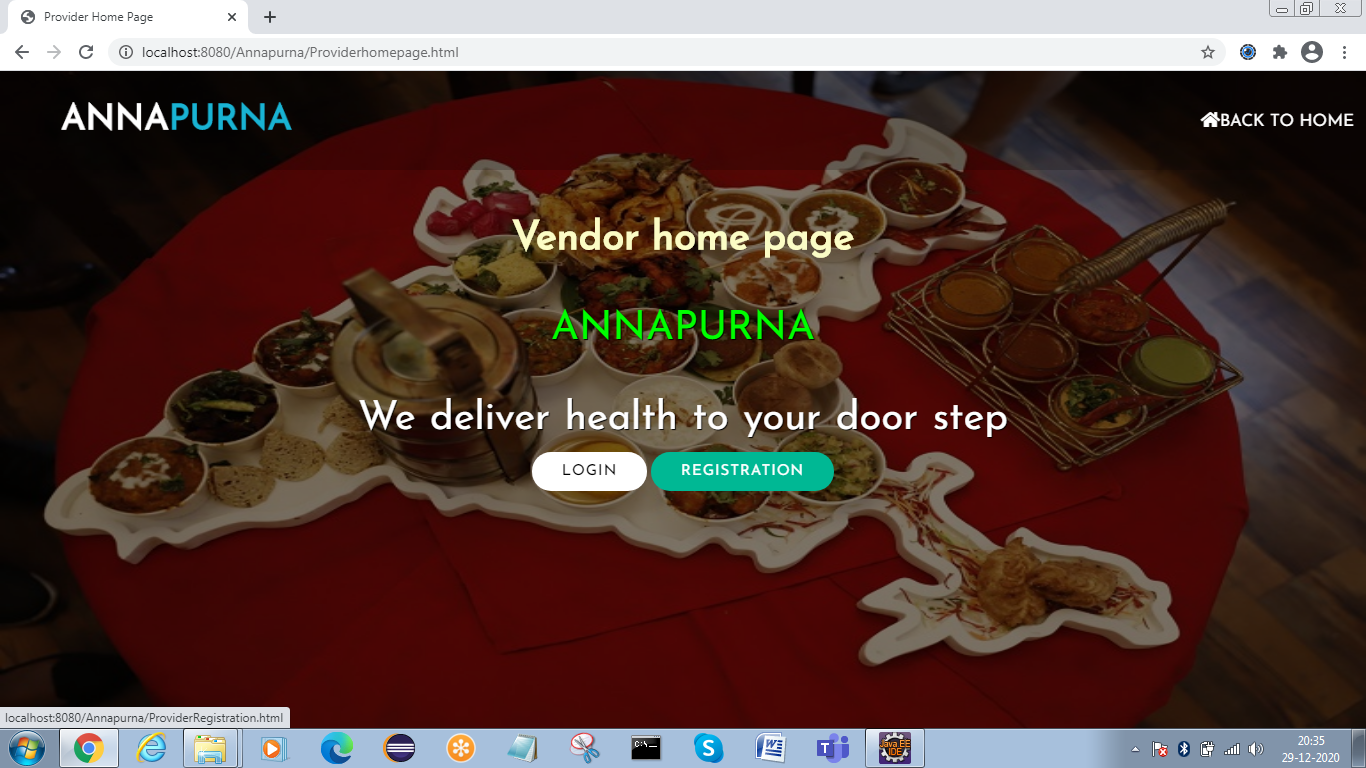 Provider Home Page
localhost:8080/Annapurna/Providerhomepage.html
ANNAPURNA
BACK TO HOME
Vendor home page
ANNAPURNA
We deliver health to your door step
LOGIN
REGISTRATION
localhost:8080/Annapurna/ProviderRegistration.html
C:\
Java EE
IDE
20:35
29-12-2020